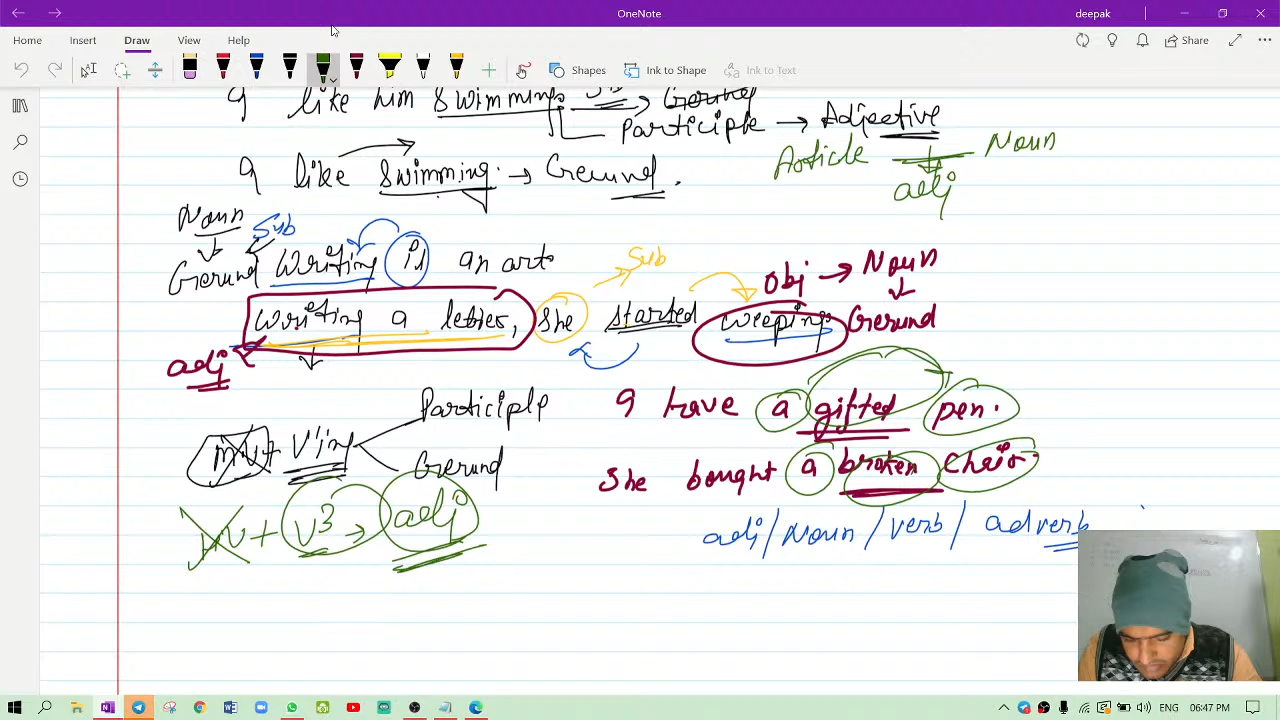 OneNote
deepak
Home Insert Draw View Help
Share
Shapes
Ink to Shape
Ink to Text
I like him Swimming → Gerund
Participle → Adjective
Article Noun
adj
I like Swimming → Gerund.
Noun
Sub
Gerund Writing is an art
Sub
Obj → Noun
Writing a letter, She started weeping Gerund
adj
Participle
I have a gifted pen.
mv + V'ing
Gerund
She bought a broken chair.
mv + V3 → adj
adj/Noun/verb/adverb
ENG 06:47 PM